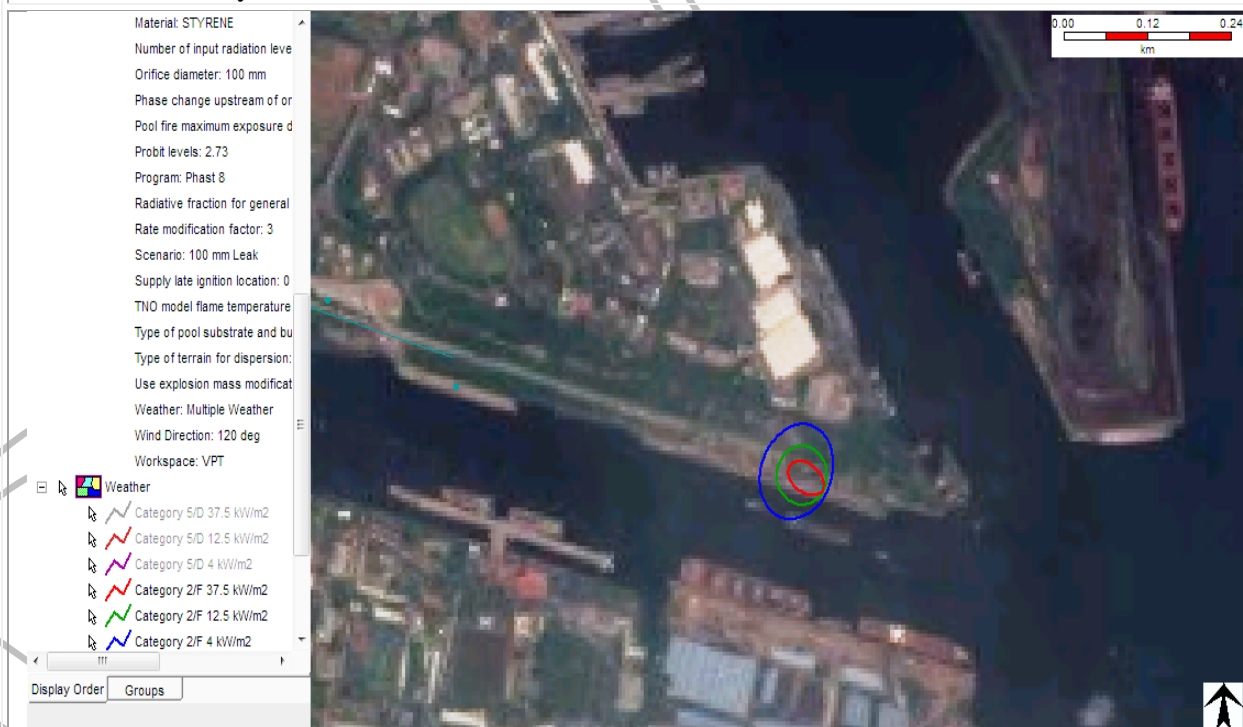 Material: STYRENE
Number of input radiation leve
Orifice diameter: 100 mm
Phase change upstream of or
Pool fire maximum exposure d
Probit levels: 2.73
Program: Phast 8
Radiative fraction for general
Rate modification factor: 3
Scenario: 100 mm Leak
Supply late ignition location: 0
TNO model flame temperature
Type of pool substrate and bu
Type of terrain for dispersion:
Use explosion mass modificat
Weather: Multiple Weather
Wind Direction: 120 deg
Workspace: VPT
Weather
Category 5/D 37.5 kW/m2
Category 5/D 12.5 kW/m2
Category 5/D 4 kW/m2
Category 2/F 37.5 kW/m2
Category 2/F 12.5 kW/m2
Category 2/F 4 kW/m2
Display Order Groups
0.00 0.12 0.24
km